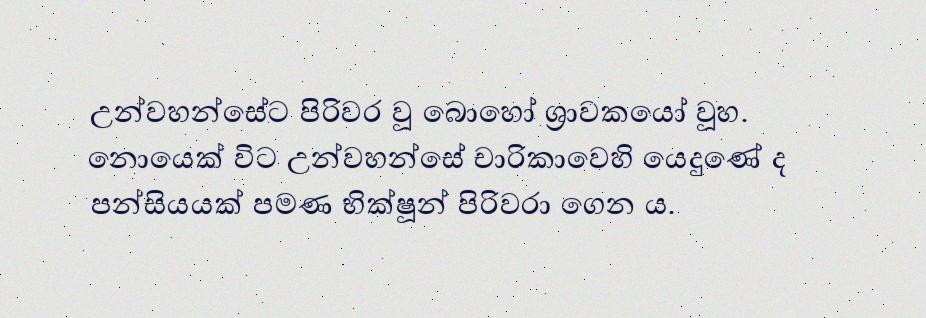 උන්වහන්සේට පිරිවර වූ බොහෝ ශ්‍රාවකයෝ වූහ.
නොයෙක් විට උන්වහන්සේ චාරිකාවෙහි යෙදුණේ ද
පන්සියයක් පමණ භික්ෂූන් පිරිවරා ගෙන ය.